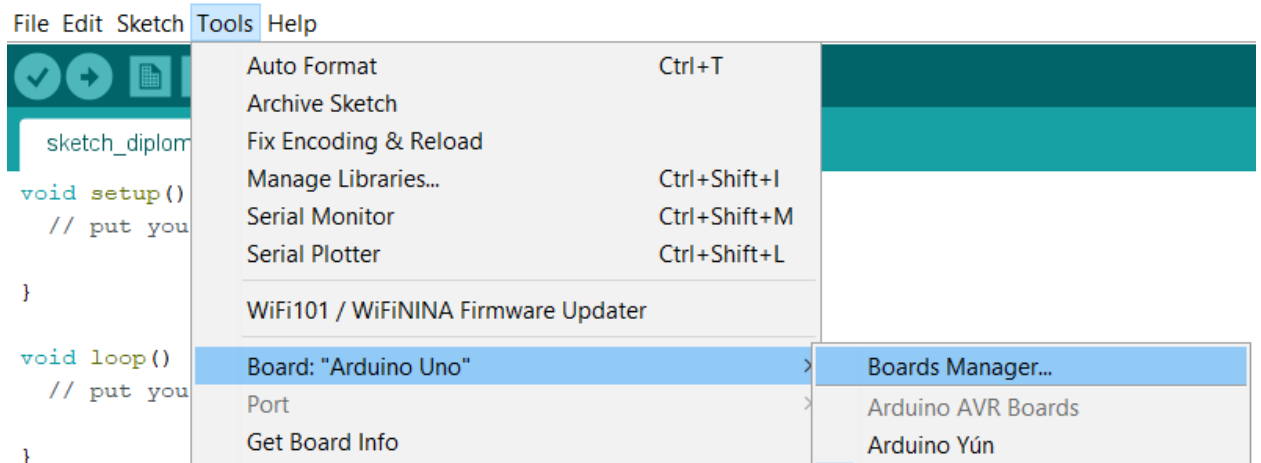 File Edit Sketch Tools Help
Auto Format Ctrl+T
Archive Sketch
sketch_diplom Fix Encoding & Reload
void setup() Manage Libraries... Ctrl+Shift+I
// put you Serial Monitor Ctrl+Shift+M
Serial Plotter Ctrl+Shift+L
}
WiFi101 / WiFiNINA Firmware Updater
void loop() Board: "Arduino Uno" > Boards Manager...
// put you Port > Arduino AVR Boards
} Get Board Info Arduino Yún